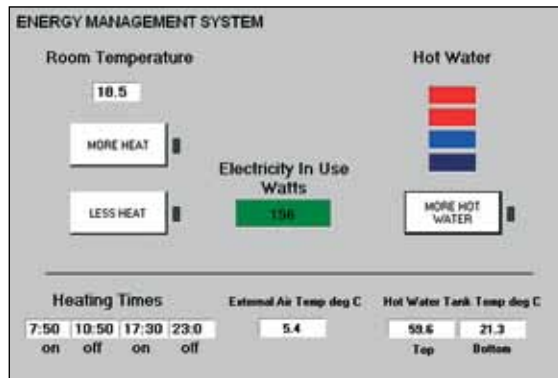 ENERGY MANAGEMENT SYSTEM
Room Temperature
18.5
MORE HEAT
LESS HEAT
Electricity In Use
Watts
156
Hot Water
MORE HOT
WATER
Heating Times
7:50 10:50 17:30 23:0
on off on off
External Air Temp deg C
5.4
Hot Water Tank Temp deg C
59.6 21.3
Top Bottom